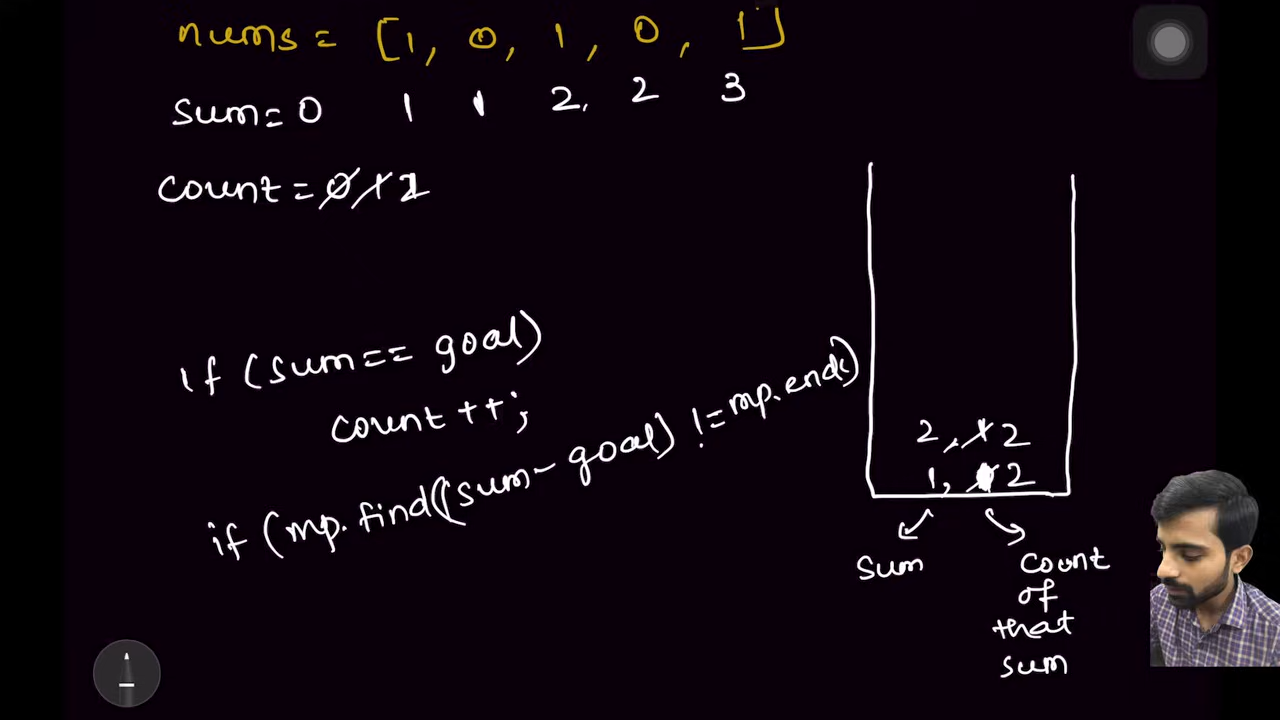 nums = [1, 0, 1, 0, 1]
sum = 0 1 1 2, 2 3
count = 0 1 2
if (sum == goal)
count ++;
if (mp.find((sum - goal) != mp.end()
2, 1 2
1, 2
sum
count
of
that
sum